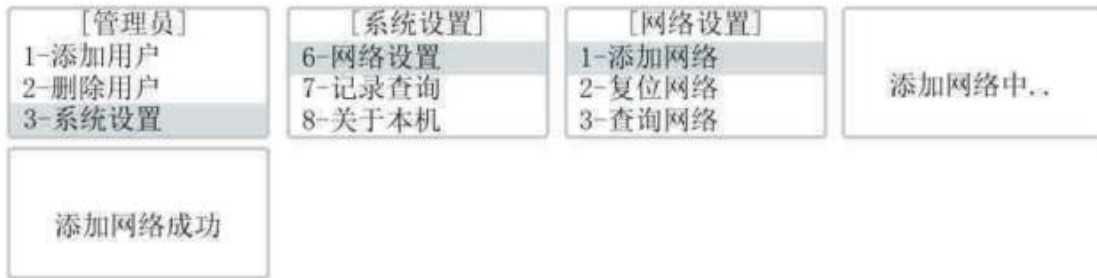 [管理员]
1-添加用户
2-删除用户
3-系统设置
[系统设置]
6-网络设置
7-记录查询
8-关于本机
[网络设置]
1-添加网络
2-复位网络
3-查询网络
添加网络中..
添加网络成功